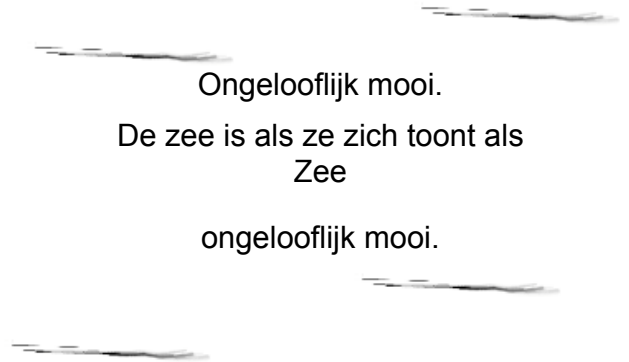 Ongelooflijk mooi.
De zee is als ze zich toont als
Zee
ongelooflijk mooi.